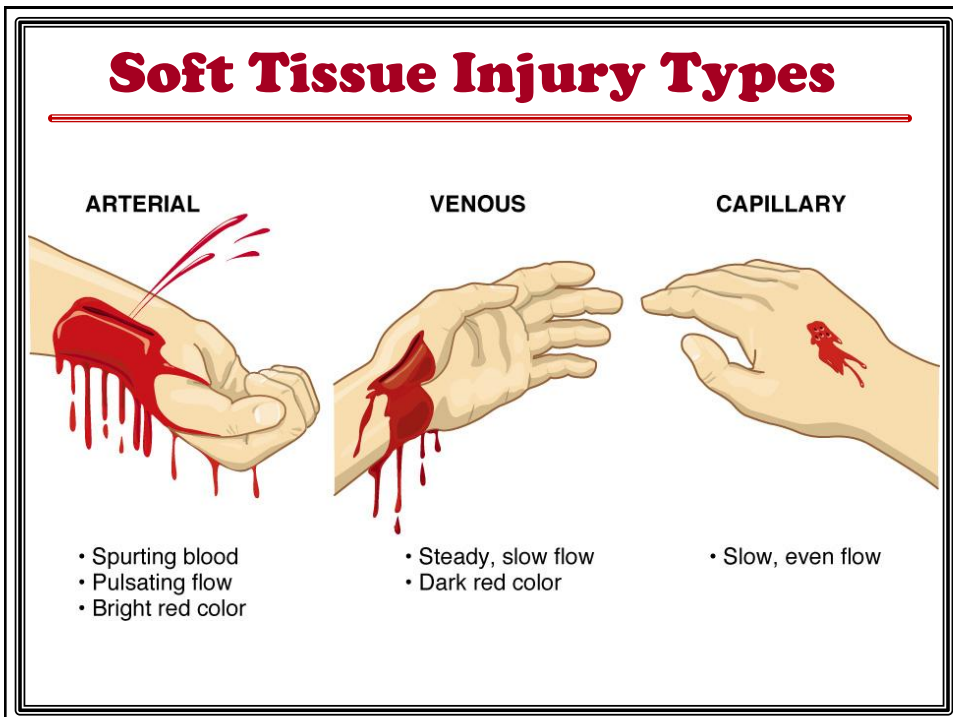 Soft Tissue Injury Types
ARTERIAL
• Spurting blood
• Pulsating flow
• Bright red color
VENOUS
• Steady, slow flow
• Dark red color
CAPILLARY
• Slow, even flow